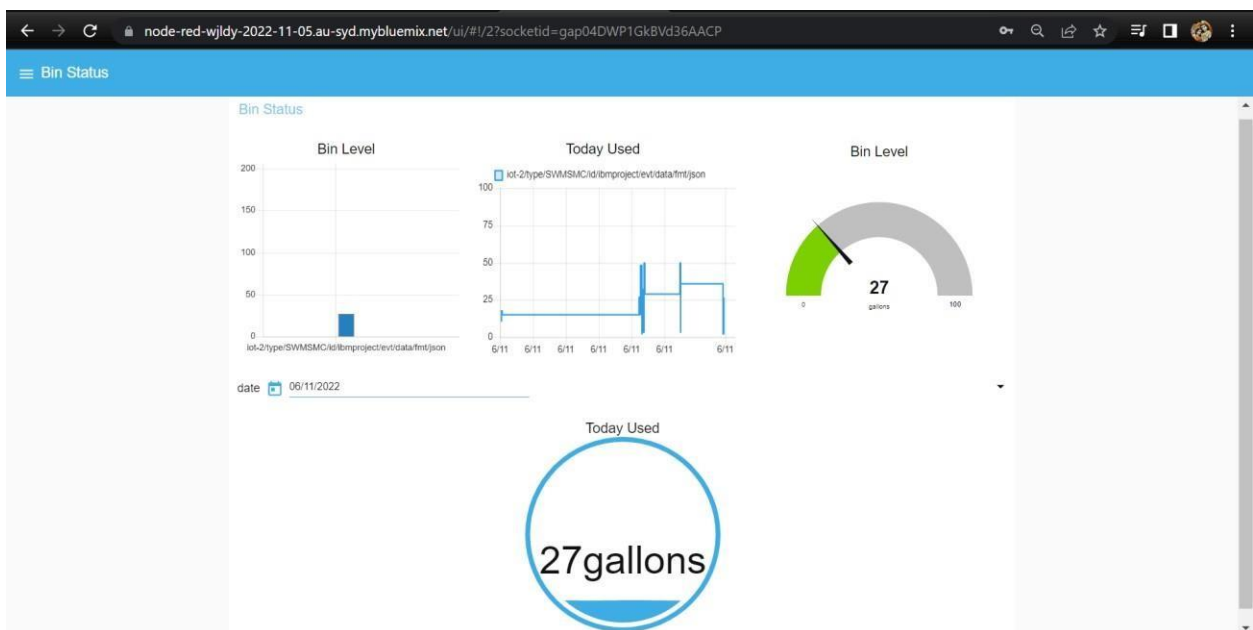 node-red-wjldy-2022-11-05.au-syd.mybluemix.net/ui/#!/2?socketid=gap04DWP1GkBVd36AACP
Bin Status
Bin Status
Bin Level
200
150
100
50
0
iot-2/type/SWMSMC/id/ibmproject/evt/data/fmt/json
Today Used
iot-2/type/SWMSMC/id/ibmproject/evt/data/fmt/json
100
75
50
25
0
6/11 6/11 6/11 6/11 6/11 6/11 6/11
Bin Level
27
gallons
0 100
date 06/11/2022
Today Used
27gallons